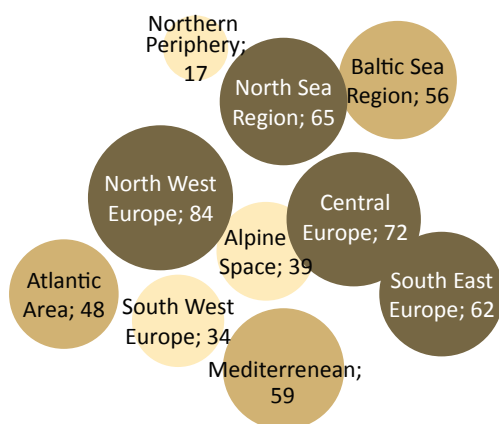 Northern
Periphery;
17
North Sea
Region; 65
Baltic Sea
Region; 56
North West
Europe; 84
Central
Europe; 72
Alpine
Space; 39
Atlantic
Area; 48
South West
Europe; 34
South East
Europe; 62
Mediterrenean;
59